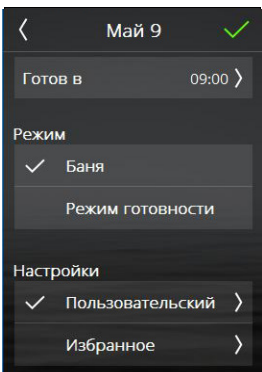 Май 9
Готов в 09:00
Режим
Баня
Режим готовности
Настройки
Пользовательский
Избранное